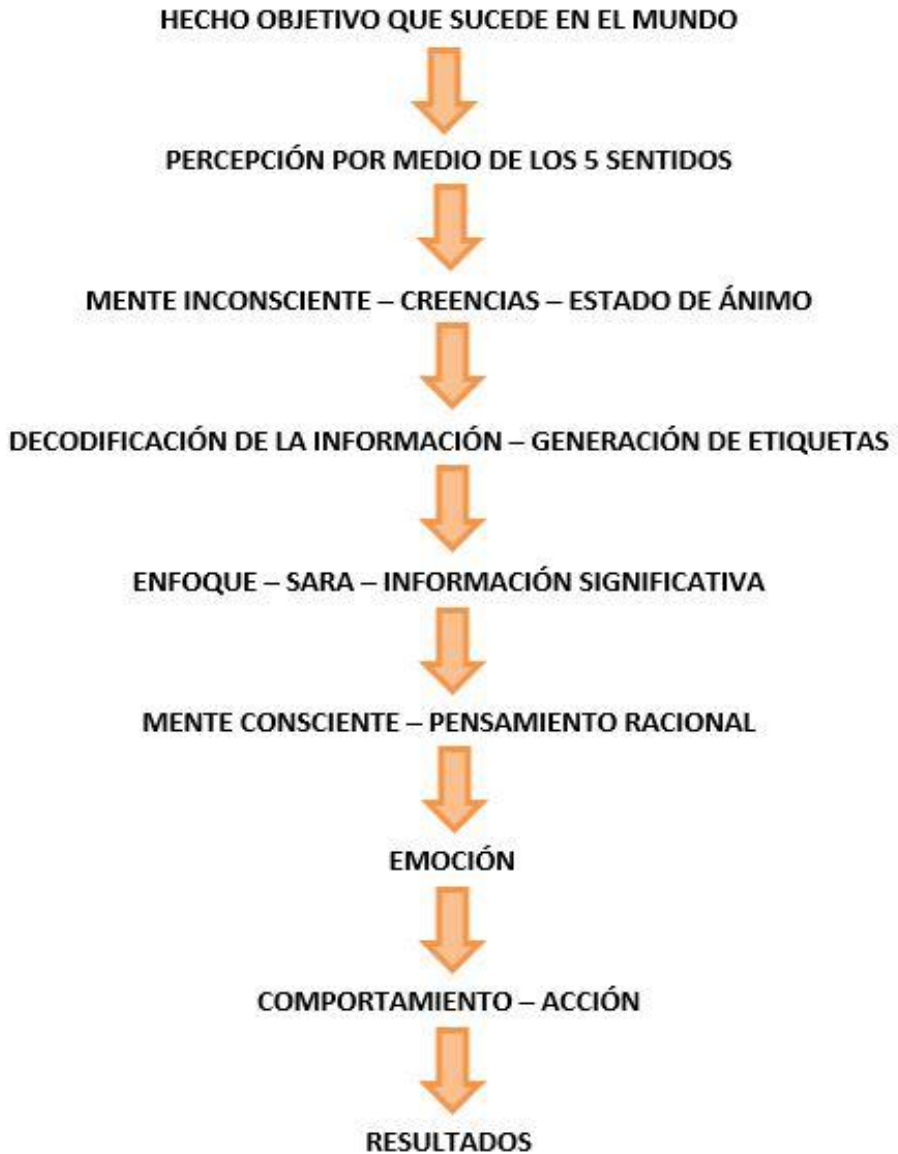 HECHO OBJETIVO QUE SUCEDE EN EL MUNDO
PERCEPCIÓN POR MEDIO DE LOS 5 SENTIDOS
MENTE INCONSCIENTE – CREENCIAS – ESTADO DE ÁNIMO
DECODIFICACIÓN DE LA INFORMACIÓN – GENERACIÓN DE ETIQUETAS
ENFOQUE – SARA – INFORMACIÓN SIGNIFICATIVA
MENTE CONSCIENTE – PENSAMIENTO RACIONAL
EMOCIÓN
COMPORTAMIENTO – ACCIÓN
RESULTADOS